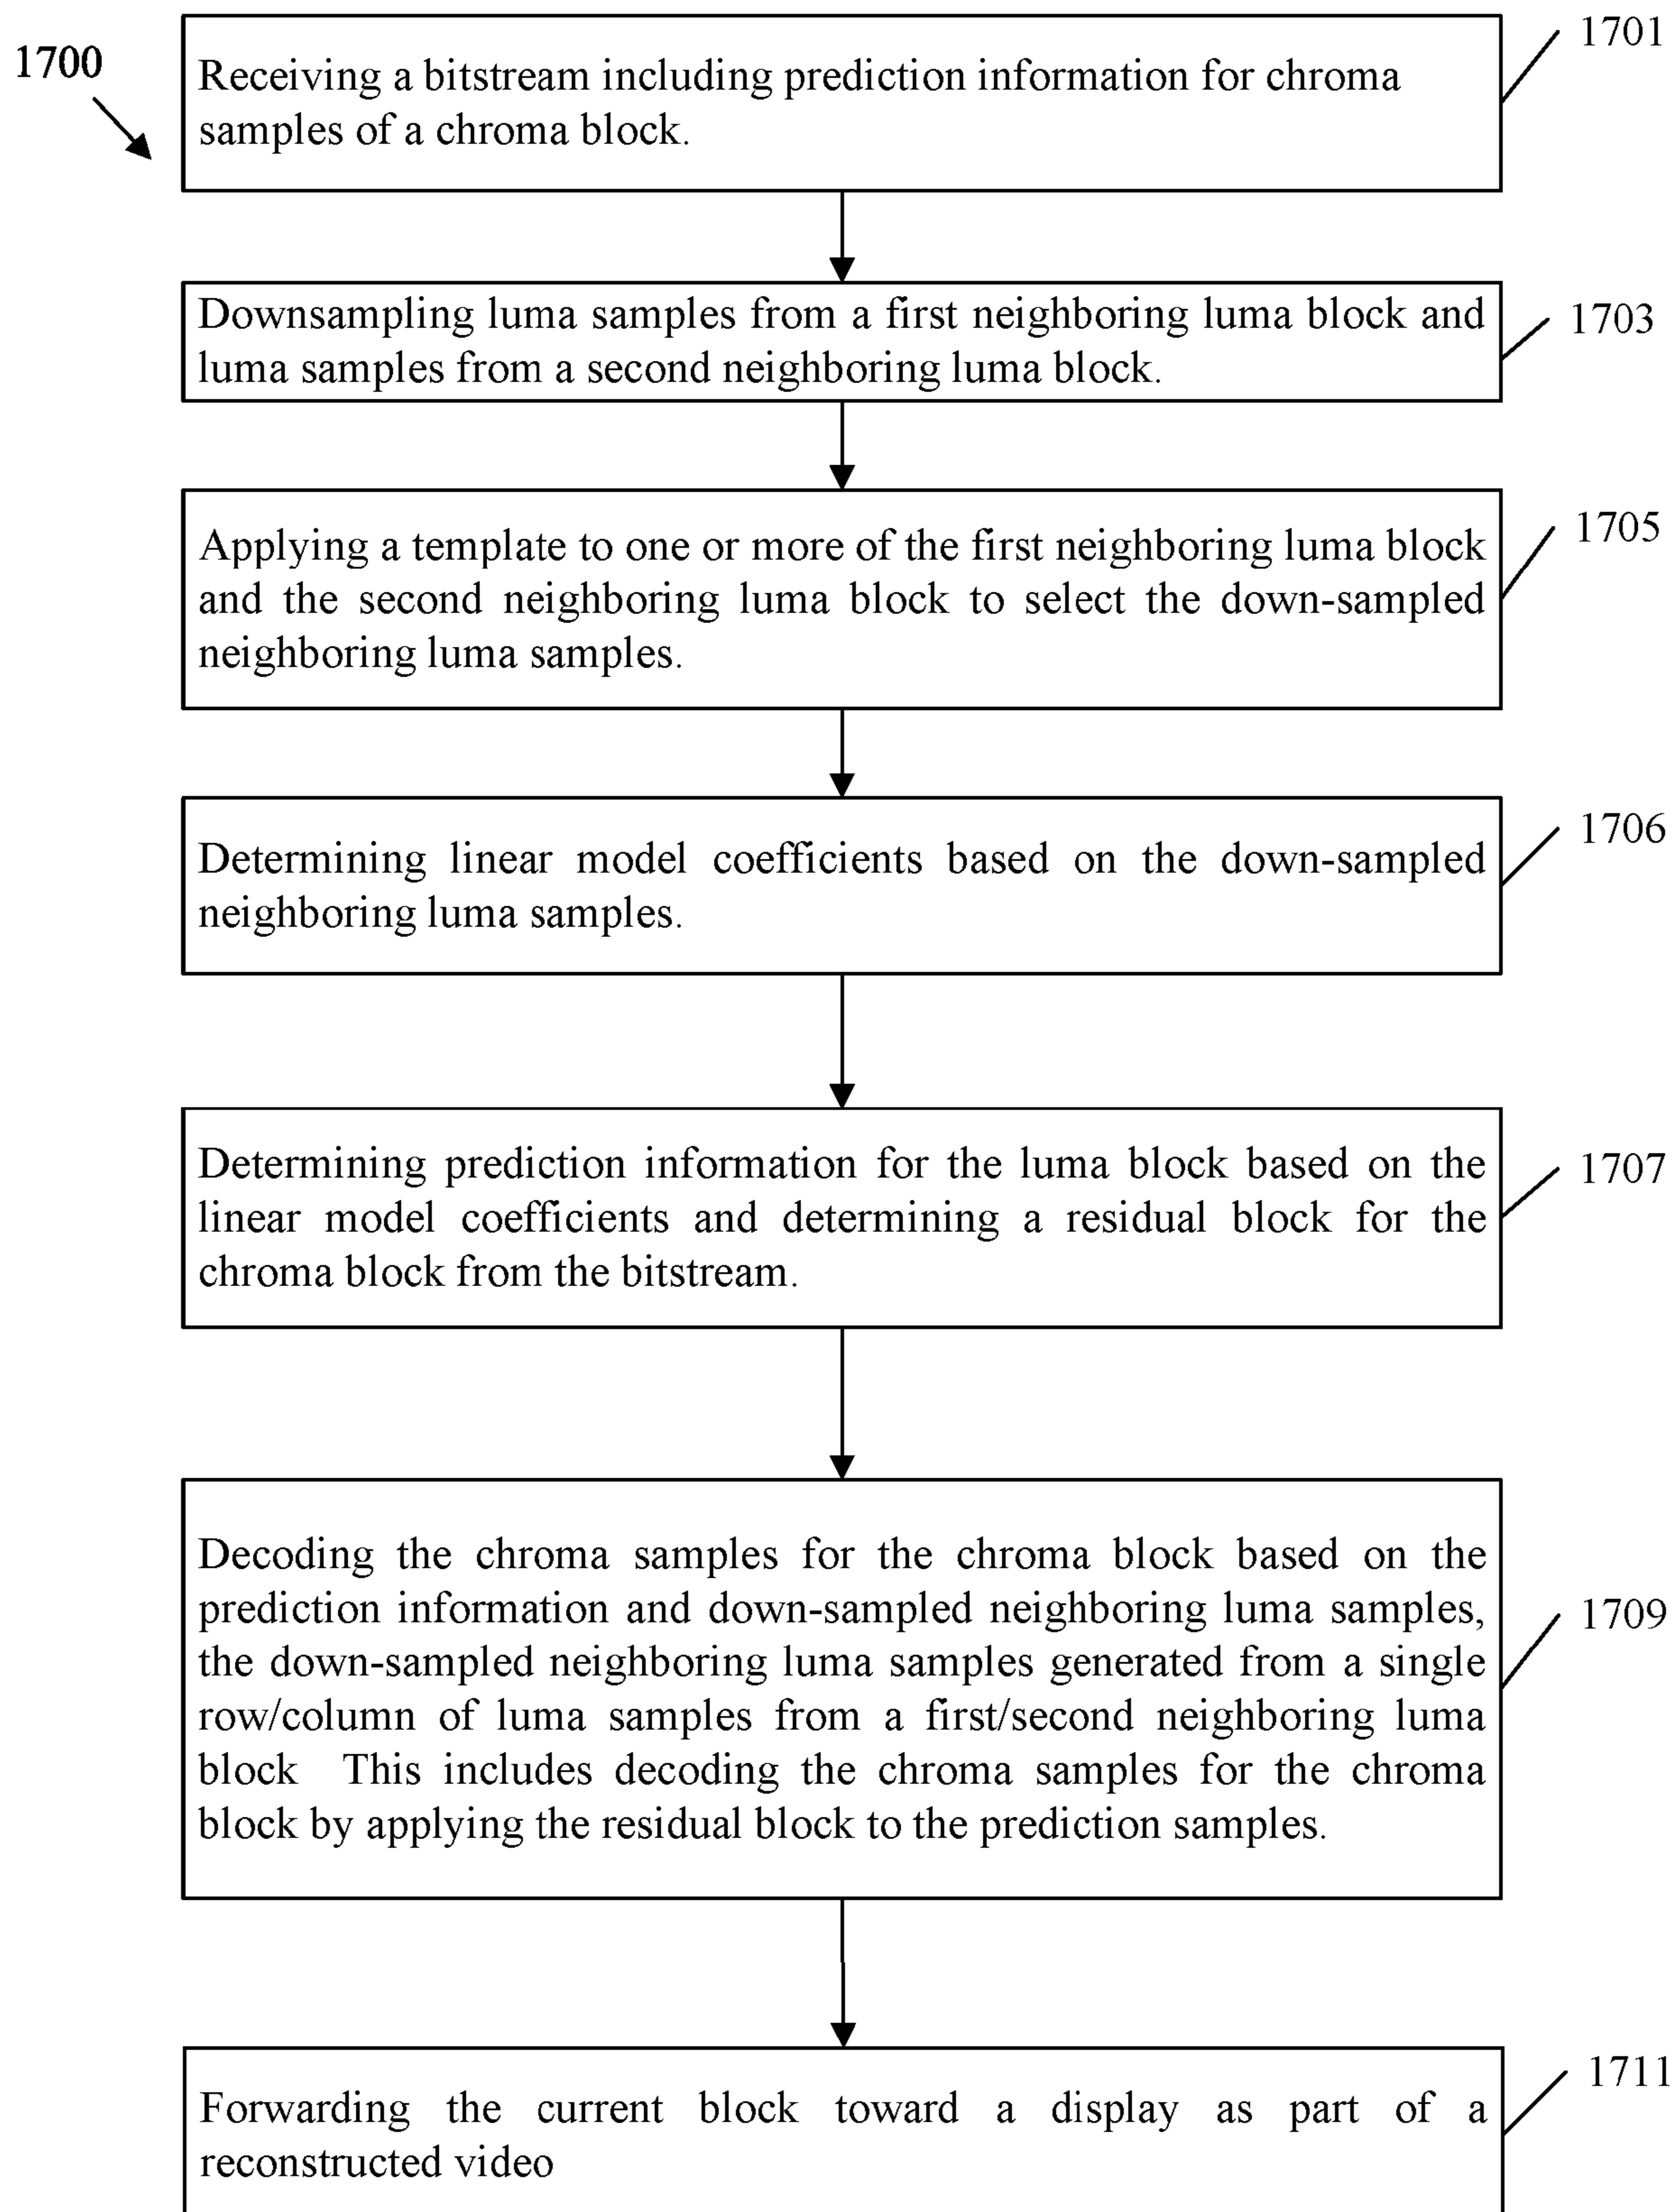 1700
1701
Receiving a bitstream including prediction information for chroma
samples of a chroma block.
1703
Downsampling luma samples from a first neighboring luma block and
luma samples from a second neighboring luma block.
1705
Applying a template to one or more of the first neighboring luma block
and the second neighboring luma block to select the down-sampled
neighboring luma samples.
1706
Determining linear model coefficients based on the down-sampled
neighboring luma samples.
1707
Determining prediction information for the luma block based on the
linear model coefficients and determining a residual block for the
chroma block from the bitstream.
1709
Decoding the chroma samples for the chroma block based on the
prediction information and down-sampled neighboring luma samples,
the down-sampled neighboring luma samples generated from a single
row/column of luma samples from a first/second neighboring luma
block  This includes decoding the chroma samples for the chroma
block by applying the residual block to the prediction samples.
1711
Forwarding the current block toward a display as part of a
reconstructed video